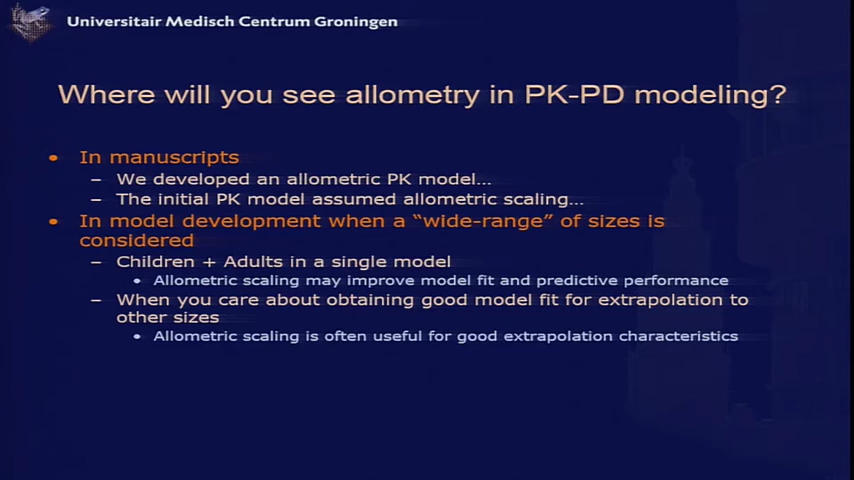 Universitair Medisch Centrum Groningen
Where will you see allometry in PK-PD modeling?
• In manuscripts
– We developed an allometric PK model...
– The initial PK model assumed allometric scaling...
• In model development when a “wide-range” of sizes is
considered
– Children + Adults in a single model
• Allometric scaling may improve model fit and predictive performance
– When you care about obtaining good model fit for extrapolation to
other sizes
• Allometric scaling is often useful for good extrapolation characteristics